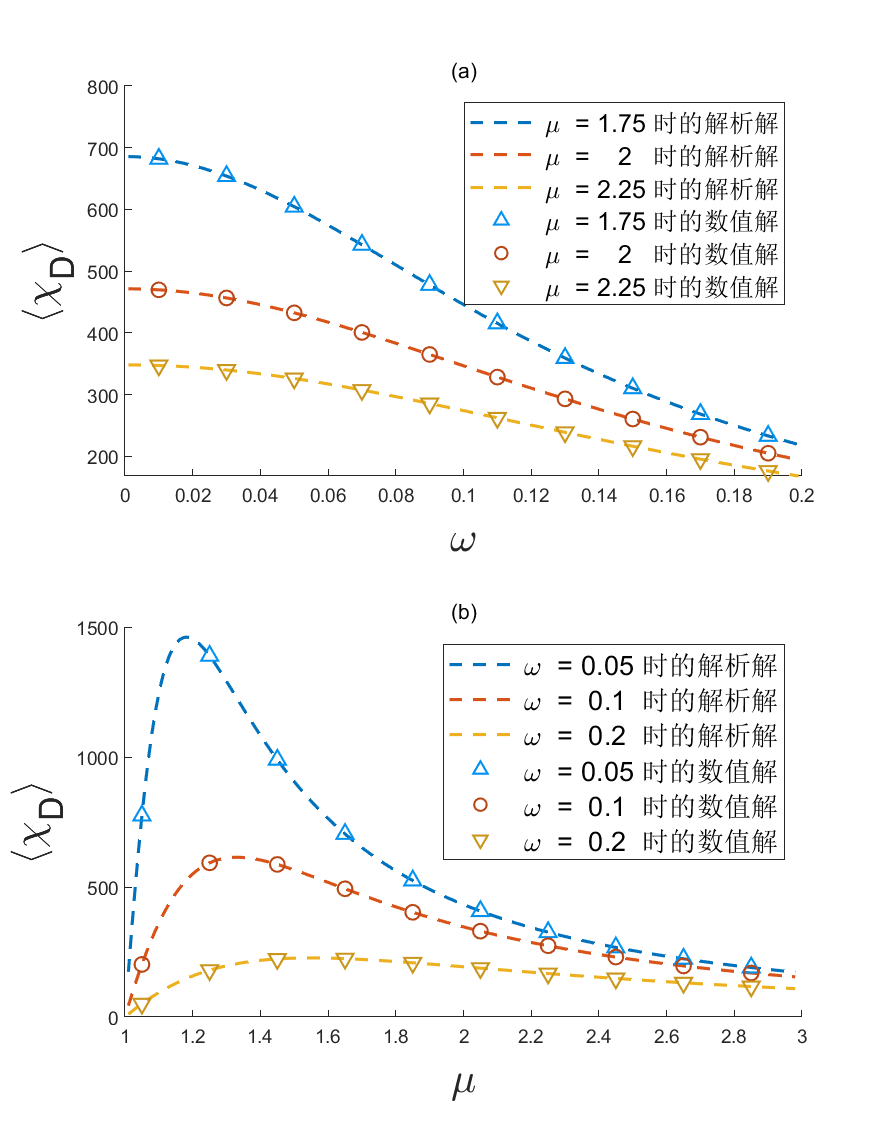 (a)
800
700
600
500
400
300
200
⟨χ_D⟩
μ = 1.75 时的解析解
μ = 2 时的解析解
μ = 2.25 时的解析解
μ = 1.75 时的数值解
μ = 2 时的数值解
μ = 2.25 时的数值解
0 0.02 0.04 0.06 0.08 0.1 0.12 0.14 0.16 0.18 0.2
ω
(b)
1500
1000
500
0
⟨χ_D⟩
ω = 0.05 时的解析解
ω = 0.1 时的解析解
ω = 0.2 时的解析解
ω = 0.05 时的数值解
ω = 0.1 时的数值解
ω = 0.2 时的数值解
1 1.2 1.4 1.6 1.8 2 2.2 2.4 2.6 2.8 3
μ